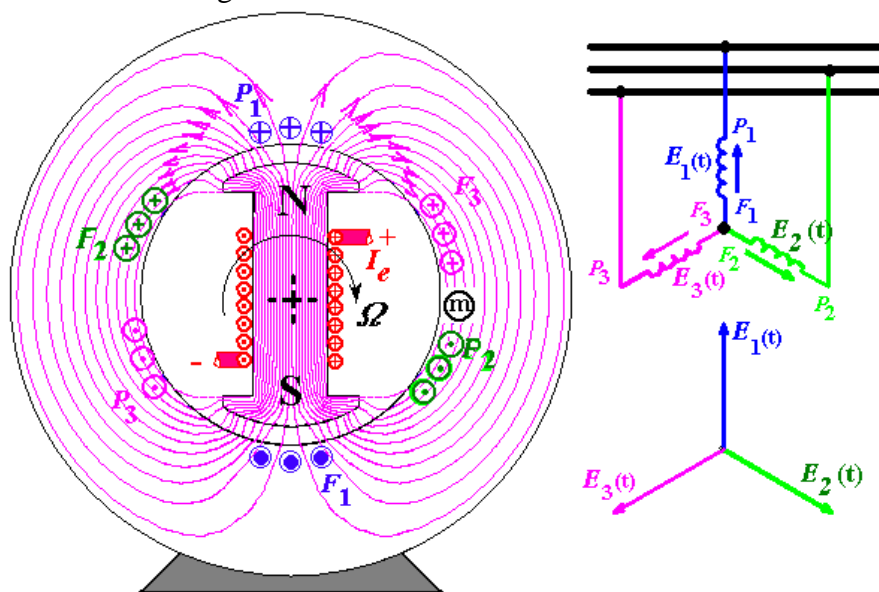 P1
F2
F3
N
+
Ie
Ω
m
P2
-
P3
S
F1
P1
E1(t)
F3
F1
E2(t)
F2
P3
E3(t)
P2
E1(t)
E3(t)
E2(t)